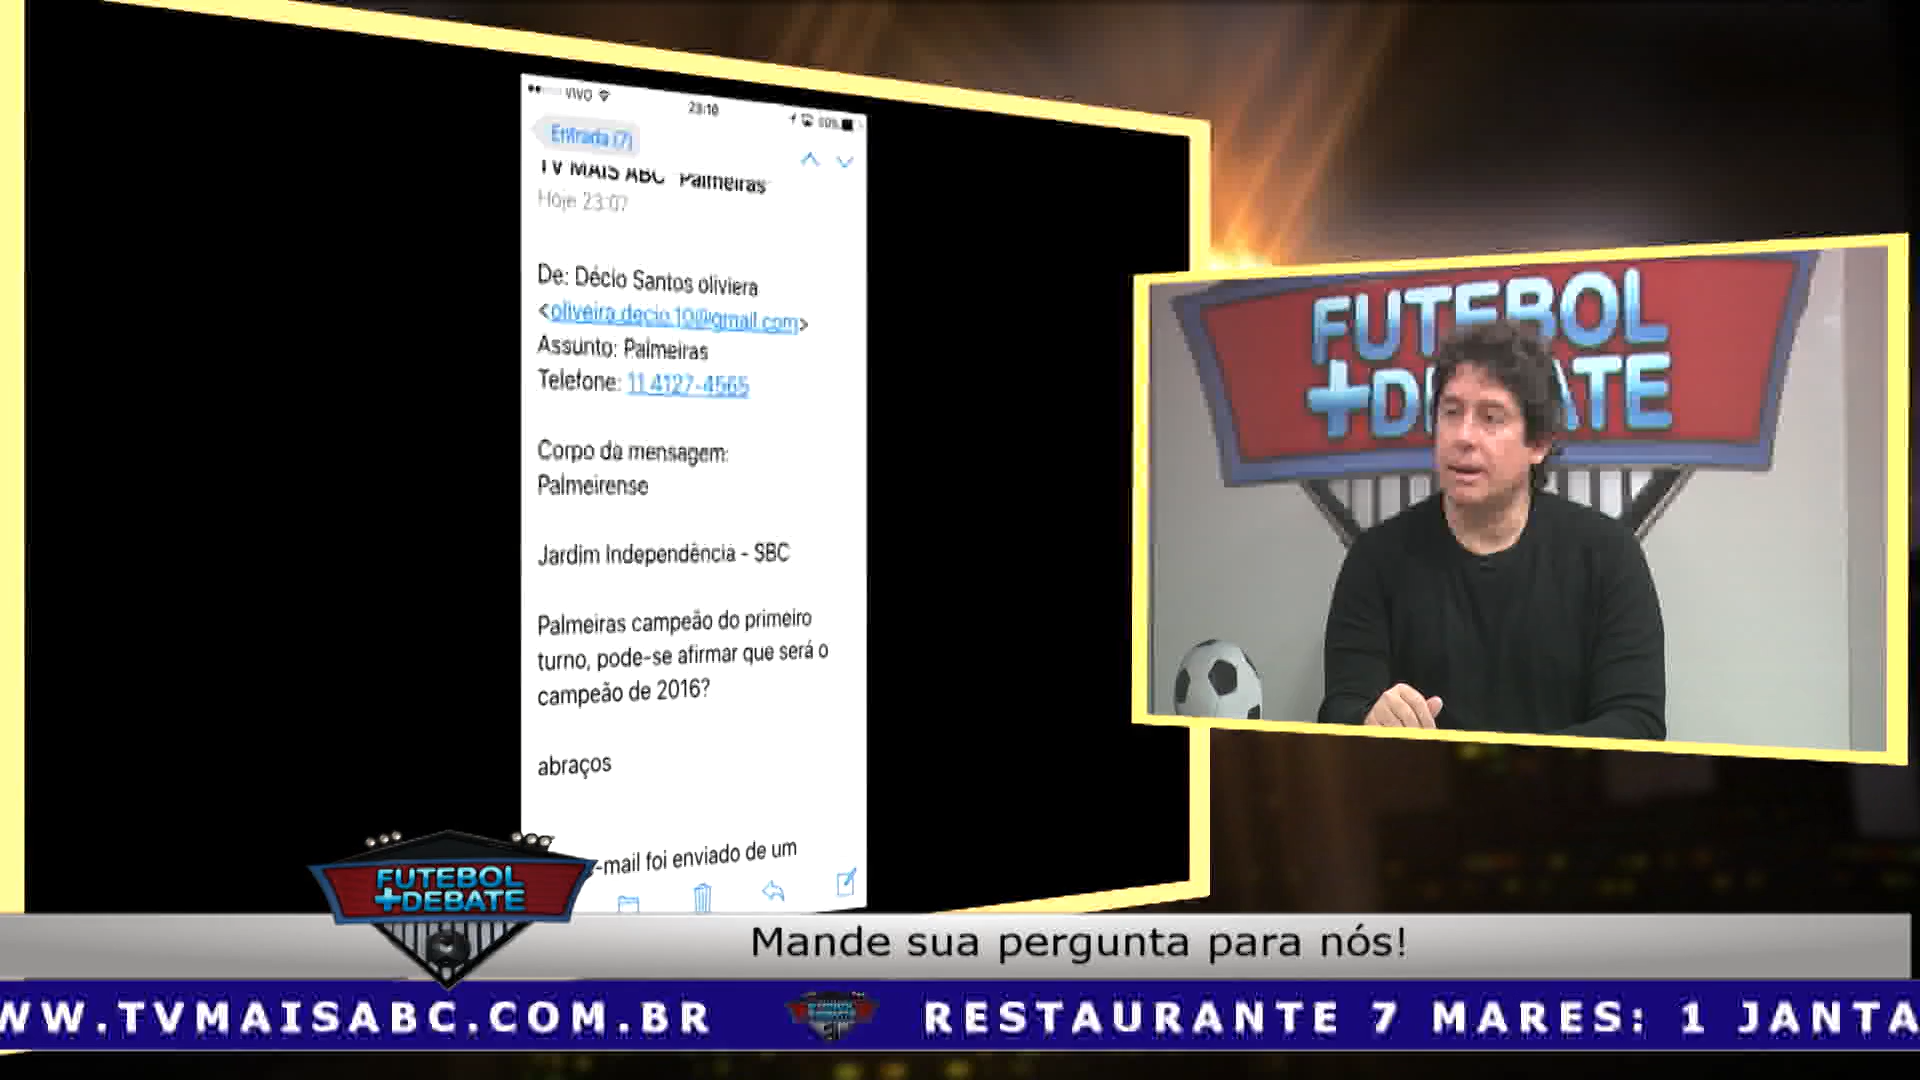 VIVO
23:10
Entrada (7)
TV MAIS ABC "Palmeiras"
Hoje 23:07
De: Décio Santos oliviera
<oliveira.decio.10@gmail.com>
Assunto: Palmeiras
Telefone: 11 4127-4565
Corpo da mensagem:
Palmeirense
Jardim Independência - SBC
Palmeiras campeão do primeiro
turno, pode-se afirmar que será o
campeão de 2016?
abraços
-mail foi enviado de um
FUTEBOL
+DEBATE
FUTEBOL
+DEBATE
Mande sua pergunta para nós!
WW.TVMAISABC.COM.BR RESTAURANTE 7 MARES: 1 JANTA